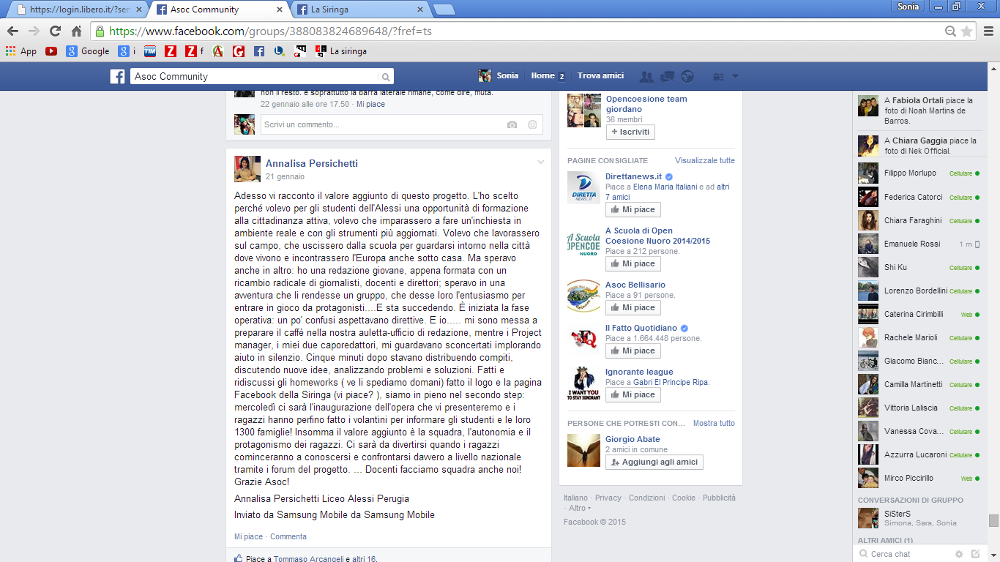 https://login.libero.it/?ser
Asoc Community
La Siringa
Sonia
https://www.facebook.com/groups/388083824689648/?fref=ts
App
Google
i
TIM
f
La siringa
Asoc Community
Sonia
Home 2
Trova amici
non il resto. e soprattutto la barra laterale rimane, come dire, muta.
22 gennaio alle ore 17.50 · Mi piace
Scrivi un commento...
Annalisa Persichetti
21 gennaio
Adesso vi racconto il valore aggiunto di questo progetto. L'ho scelto
perché volevo per gli studenti dell'Alessi una opportunità di formazione
alla cittadinanza attiva, volevo che imparassero a fare un'inchiesta in
ambiente reale e con gli strumenti più aggiornati. Volevo che lavorassero
sul campo, che uscissero dalla scuola per guardarsi intorno nella città
dove vivono e incontrassero l'Europa anche sotto casa. Ma speravo
anche in altro: ho una redazione giovane, appena formata con un
ricambio radicale di giornalisti, docenti e direttori; speravo in una
avventura che li rendesse un gruppo, che desse loro l'entusiasmo per
entrare in gioco da protagonisti....E sta succedendo. È iniziata la fase
operativa: un po' confusi aspettavano direttive. E io..... mi sono messa a
preparare il caffè nella nostra suletta-ufficio di redazione, mentre i Project
manager, i miei due caporedattori, mi guardavano sconcertati implorando
aiuto in silenzio. Cinque minuti dopo stavano distribuendo compiti,
discutendo nuove idee, analizzando problemi e soluzioni. Fatti e
ridiscussi gli homeworks ( ve li spediamo domani) fatto il logo e la pagina
Facebook della Siringa (vi piace? ), siamo in pieno nel secondo step:
mercoledì ci sarà l'inaugurazione dell'opera che vi presenteremo e i
ragazzi hanno perfino fatto i volantini per informare gli studenti e le loro
1300 famiglie! Insomma il valore aggiunto è la squadra, l'autonomia e il
protagonismo dei ragazzi. Ci sarà da divertirsi quando i ragazzi
cominceranno a conoscersi e confrontarsi davvero a livello nazionale
tramite i forum del progetto. ... Docenti facciamo squadra anche noi!
Grazie Asoc!
Annalisa Persichetti Liceo Alessi Perugia
Inviato da Samsung Mobile da Samsung Mobile
Mi piace · Commenta
Piace a Tommaso Arcangeli e altri 16.
Opencoesione team
giordano
36 membri
+ Iscriviti
PAGINE CONSIGLIATE
Visualizzale tutte
DIRETTA
NEWS.IT
Direttanews.it
Piace a Elena Maria Italiani e ad altri
7 amici
Mi piace
A Scuola
OPENCOE
NUORO
A Scuola di Open
Coesione Nuoro 2014/2015
Piace a 212 persone.
Mi piace
Asoc Bellisario
Piace a 91 persone.
Mi piace
Il Fatto Quotidiano
Piace a 1.664.448 persone.
Mi piace
I WANT YOU
TO STAY IGNORANT
Ignorante league
Piace a Gabri El Principe Ripa.
Mi piace
PERSONE CHE POTRESTI CON...
Mostra tutto
Giorgio Abate
2 amici in comune
Aggiungi agli amici
Italiano · Privacy · Condizioni · Cookie · Pubblicità
· Altro
Facebook © 2015
A Fabiola Ortali piace la
foto di Noah Martins de
Barros.
A Chiara Gaggia piace la
foto di Nek Official.
Filippo Morlupo Cellulare
Federica Catorci Cellulare
Chiara Faraghini Cellulare
Emanuele Rossi 1 m
Shi Ku Cellulare
Lorenzo Bordellini Cellulare
Caterina Cirimbilli Web
Rachele Marioli Cellulare
Giacomo Bianc... Cellulare
Camilla Martinetti Cellulare
Vittoria Laliscia Cellulare
Vanessa Cova... Cellulare
Azzurra Lucaroni Cellulare
Mirco Piccirillo Web
CONVERSAZIONI DI GRUPPO
SiSterS
Simona, Sara, Sonia
ALTRI AMICI (1)
Cerca chat